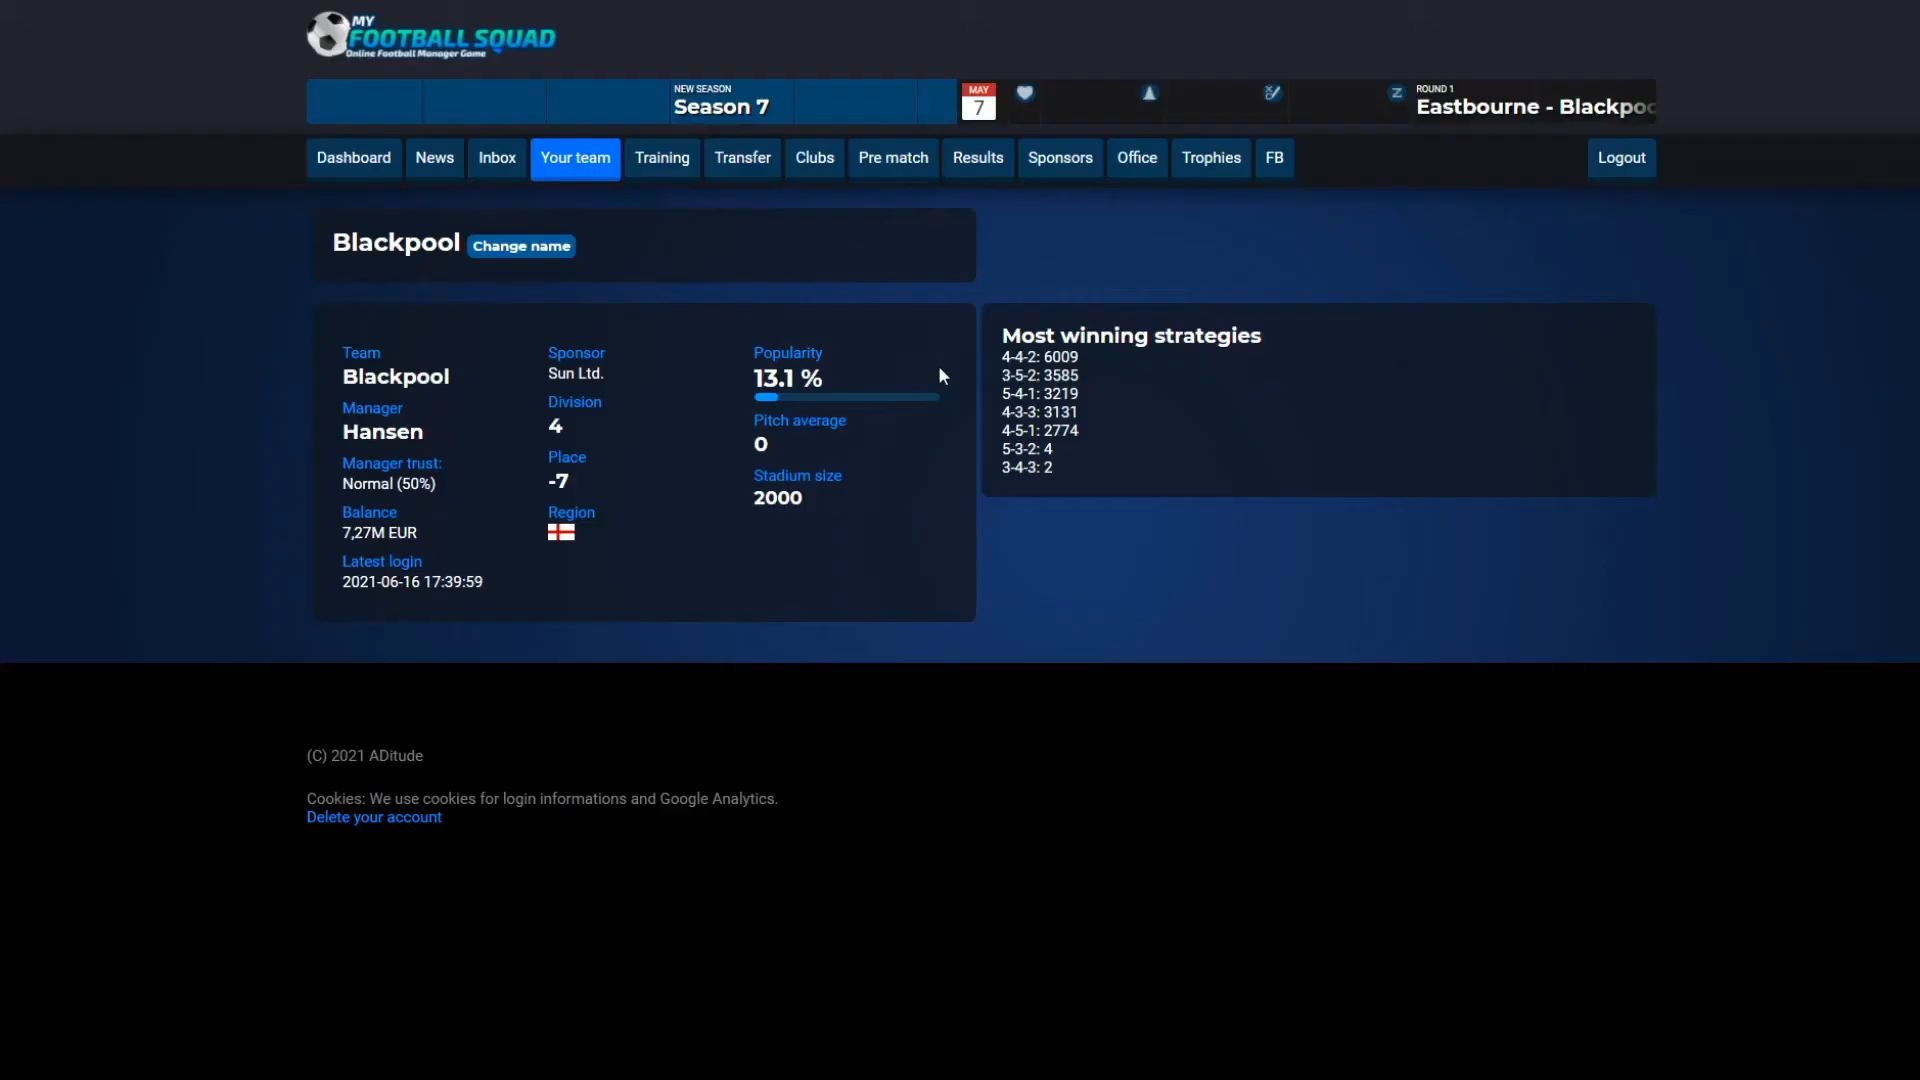 MY
FOOTBALL SQUAD
Online Football Manager Game
NEW SEASON
Season 7
MAY
7
ROUND 1
Eastbourne - Blackpoo
Dashboard
News
Inbox
Your team
Training
Transfer
Clubs
Pre match
Results
Sponsors
Office
Trophies
FB
Logout
Blackpool
Change name
Team
Blackpool
Manager
Hansen
Manager trust:
Normal (50%)
Balance
7,27M EUR
Latest login
2021-06-16 17:39:59
Sponsor
Sun Ltd.
Division
4
Place
-7
Region
Popularity
13.1 %
Pitch average
0
Stadium size
2000
Most winning strategies
4-4-2: 6009
3-5-2: 3585
5-4-1: 3219
4-3-3: 3131
4-5-1: 2774
5-3-2: 4
3-4-3: 2
(C) 2021 ADitude
Cookies: We use cookies for login informations and Google Analytics.
Delete your account